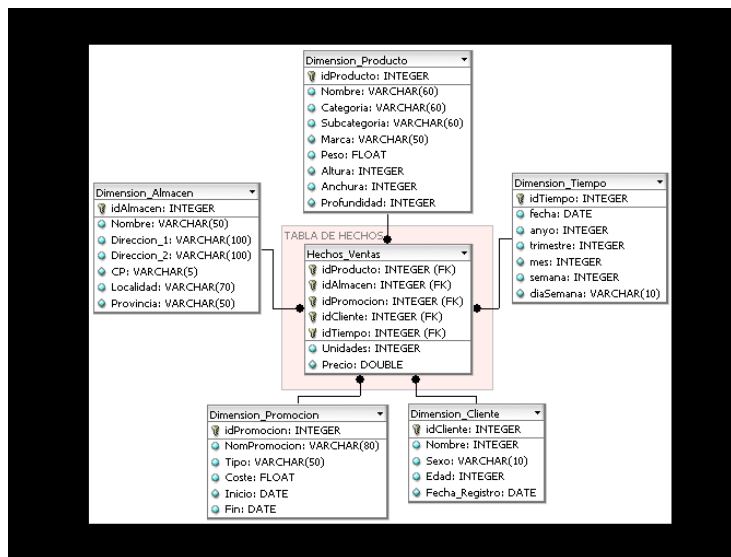 Dimension_Producto
idProducto: INTEGER
Nombre: VARCHAR(60)
Categoria: VARCHAR(60)
Subcategoria: VARCHAR(60)
Marca: VARCHAR(50)
Peso: FLOAT
Altura: INTEGER
Anchura: INTEGER
Profundidad: INTEGER
Dimension_Almacen
idAlmacen: INTEGER
Nombre: VARCHAR(50)
Direccion_1: VARCHAR(100)
Direccion_2: VARCHAR(100)
CP: VARCHAR(5)
Localidad: VARCHAR(70)
Provincia: VARCHAR(50)
Dimension_Tiempo
idTiempo: INTEGER
fecha: DATE
anyo: INTEGER
trimestre: INTEGER
mes: INTEGER
semana: INTEGER
diaSemana: VARCHAR(10)
TABLA DE HECHOS
Hechos_Ventas
idProducto: INTEGER (FK)
idAlmacen: INTEGER (FK)
idPromocion: INTEGER (FK)
idCliente: INTEGER (FK)
idTiempo: INTEGER (FK)
Unidades: INTEGER
Precio: DOUBLE
Dimension_Promocion
idPromocion: INTEGER
NomPromocion: VARCHAR(80)
Tipo: VARCHAR(50)
Coste: FLOAT
Inicio: DATE
Fin: DATE
Dimension_Cliente
idCliente: INTEGER
Nombre: INTEGER
Sexo: VARCHAR(10)
Edad: INTEGER
Fecha_Registro: DATE